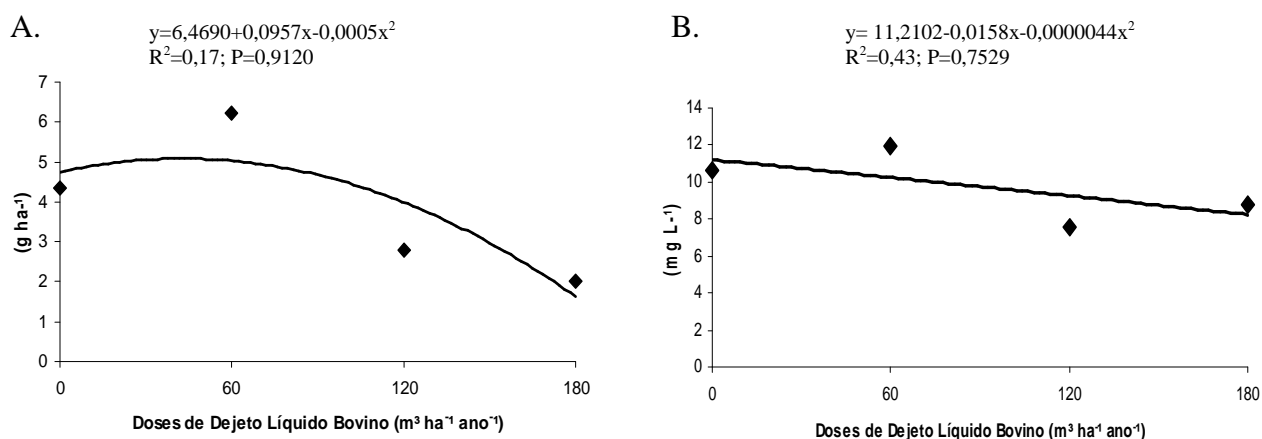 A.
y=6,4690+0,0957x-0,0005x²
R²=0,17; P=0,9120
7
6
5
4
3
2
1
0
(g ha-¹)
0 60 120 180
Doses de Dejeto Líquido Bovino (m³ ha⁻¹ ano⁻¹)
B.
y= 11,2102-0,0158x-0,0000044x²
R²=0,43; P=0,7529
14
12
10
8
6
4
2
0
(m g L-¹)
0 60 120 180
Doses de Dejeto Líquido Bovino (m³ ha⁻¹ ano⁻¹)